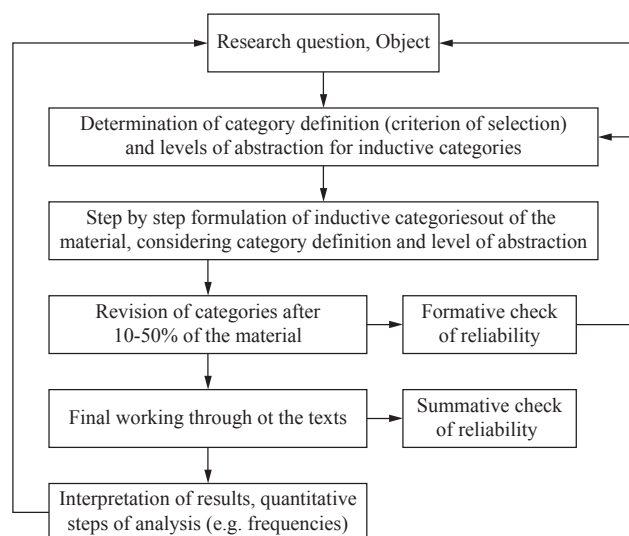 Research question, Object
Determination of category definition (criterion of selection)
and levels of abstraction for inductive categories
Step by step formulation of inductive categoriesout of the
material, considering category definition and level of abstraction
Revision of categories after
10-50% of the material
Formative check
of reliability
Final working through ot the texts
Summative check
of reliability
Interpretation of results, quantitative
steps of analysis (e.g. frequencies)